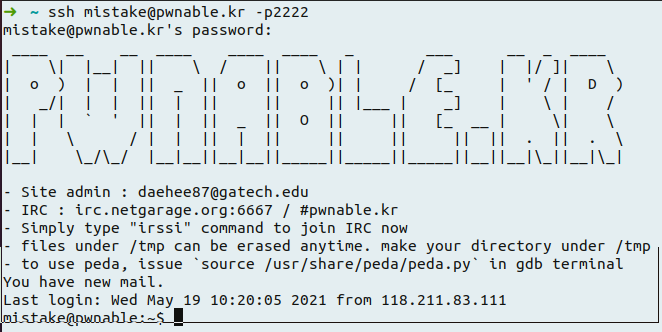 ➜  ~ ssh mistake@pwnable.kr -p2222
mistake@pwnable.kr's password:
PWNABLE.KR
- Site admin : daehee87@gatech.edu
- IRC : irc.netgarage.org:6667 / #pwnable.kr
- Simply type "irssi" command to join IRC now
- files under /tmp can be erased anytime. make your directory under /tmp
- to use peda, issue `source /usr/share/peda/peda.py` in gdb terminal
You have new mail.
Last login: Wed May 19 10:20:05 2021 from 118.211.83.111
mistake@pwnable:~$